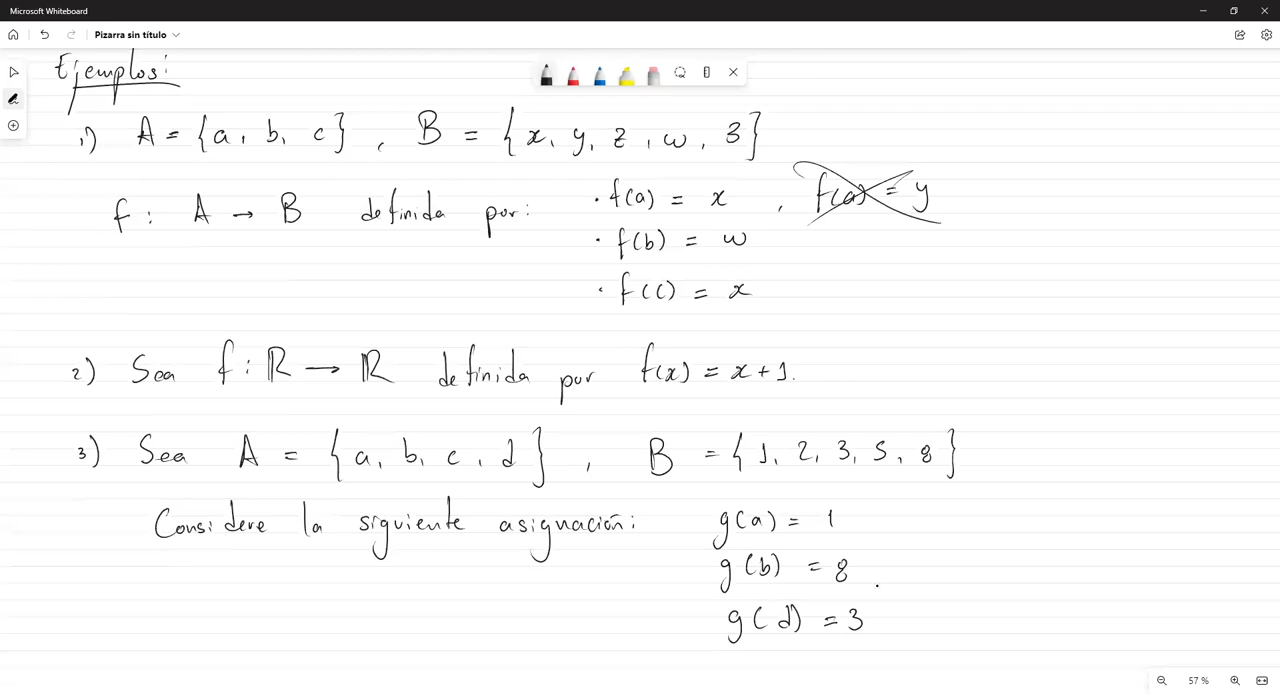 Microsoft Whiteboard
Pizarra sin título
Ejemplos:
1) A = {a, b, c}, B = {x, y, z, w, 3}
f: A → B definida por: · f(a) = x, f(a) = y
· f(b) = w
· f(c) = x
2) Sea f: ℝ → ℝ definida por f(x) = x + 1.
3) Sea A = {a, b, c, d}, B = {1, 2, 3, 5, 8}
Considere la siguiente asignación: g(a) = 1
g(b) = 8.
g(d) = 3
57 %